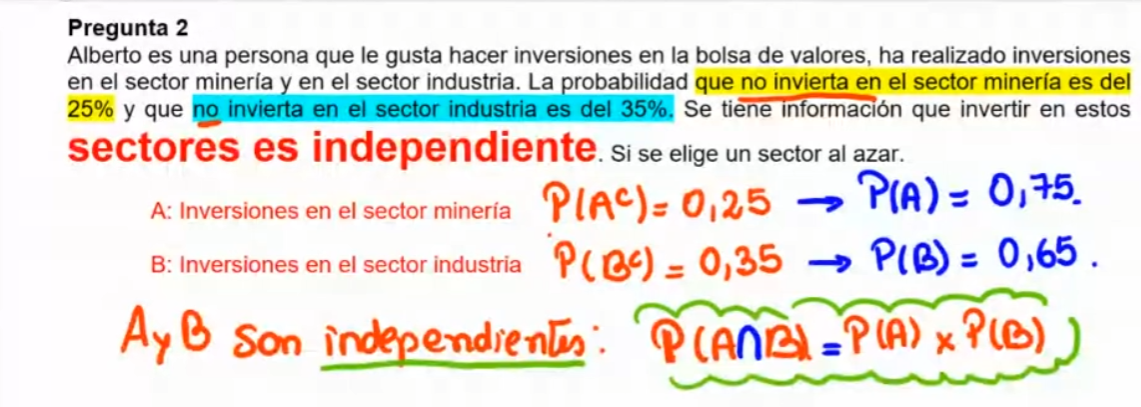 Pregunta 2
Alberto es una persona que le gusta hacer inversiones en la bolsa de valores, ha realizado inversiones
en el sector minería y en el sector industria. La probabilidad que no invierta en el sector minería es del
25% y que no invierta en el sector industria es del 35%. Se tiene información que invertir en estos
sectores es independiente. Si se elige un sector al azar.
A: Inversiones en el sector minería P(Aᶜ) = 0,25 → P(A) = 0,75.
B: Inversiones en el sector industria P(Bᶜ) = 0,35 → P(B) = 0,65.
A y B son independientes: P(A∩B) = P(A) x P(B)